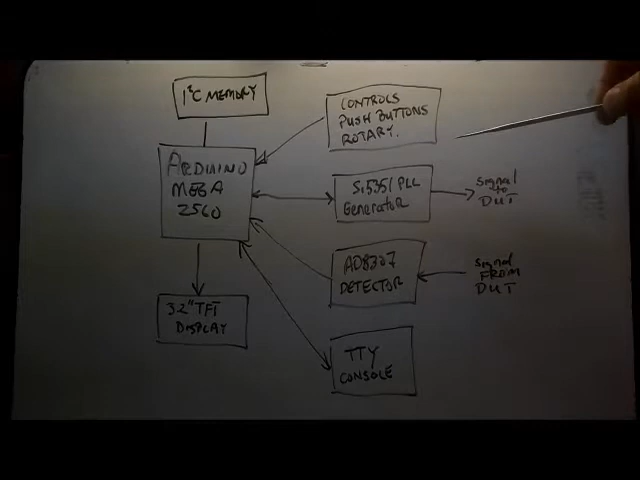 I²C MEMORY
CONTROLS
PUSH BUTTONS
ROTARY.
ARDUINO
MEGA
2560
Si5351 PLL
Generator
Signal
to
DUT
AD8307
DETECTOR
Signal
FROM
DUT
3.2" TFT
DISPLAY
TTY
CONSOLE